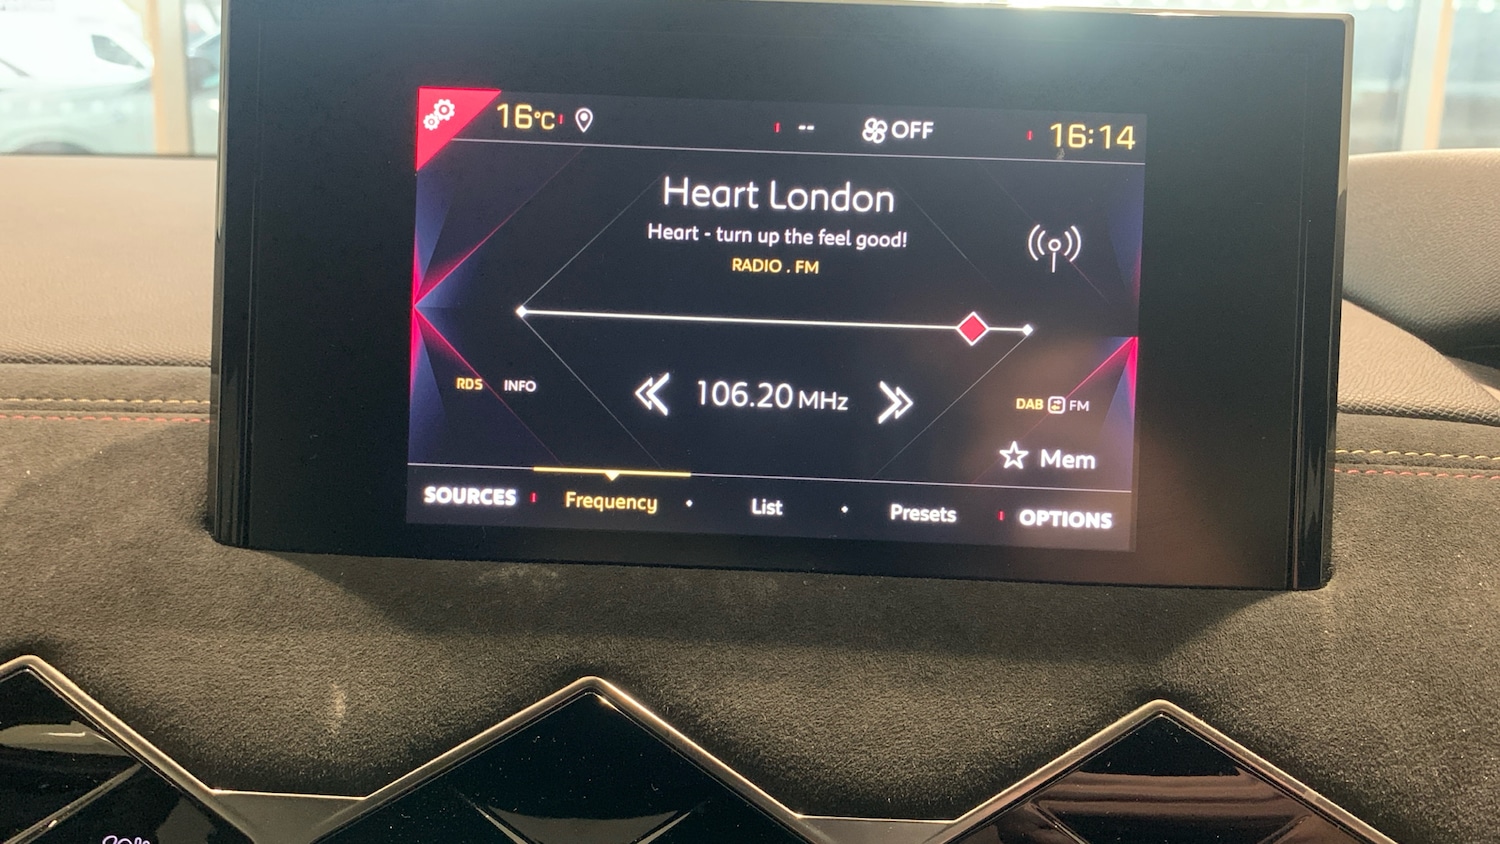 16°C -- OFF 16:14
Heart London
Heart - turn up the feel good!
RADIO . FM
RDS INFO 106.20 MHz DAB FM
Mem
SOURCES Frequency List Presets OPTIONS